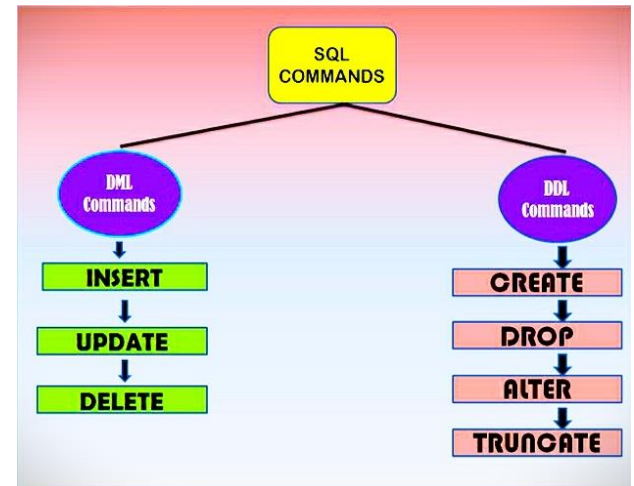 SQL
COMMANDS
DML
Commands
INSERT
UPDATE
DELETE
DDL
Commands
CREATE
DROP
ALTER
TRUNCATE